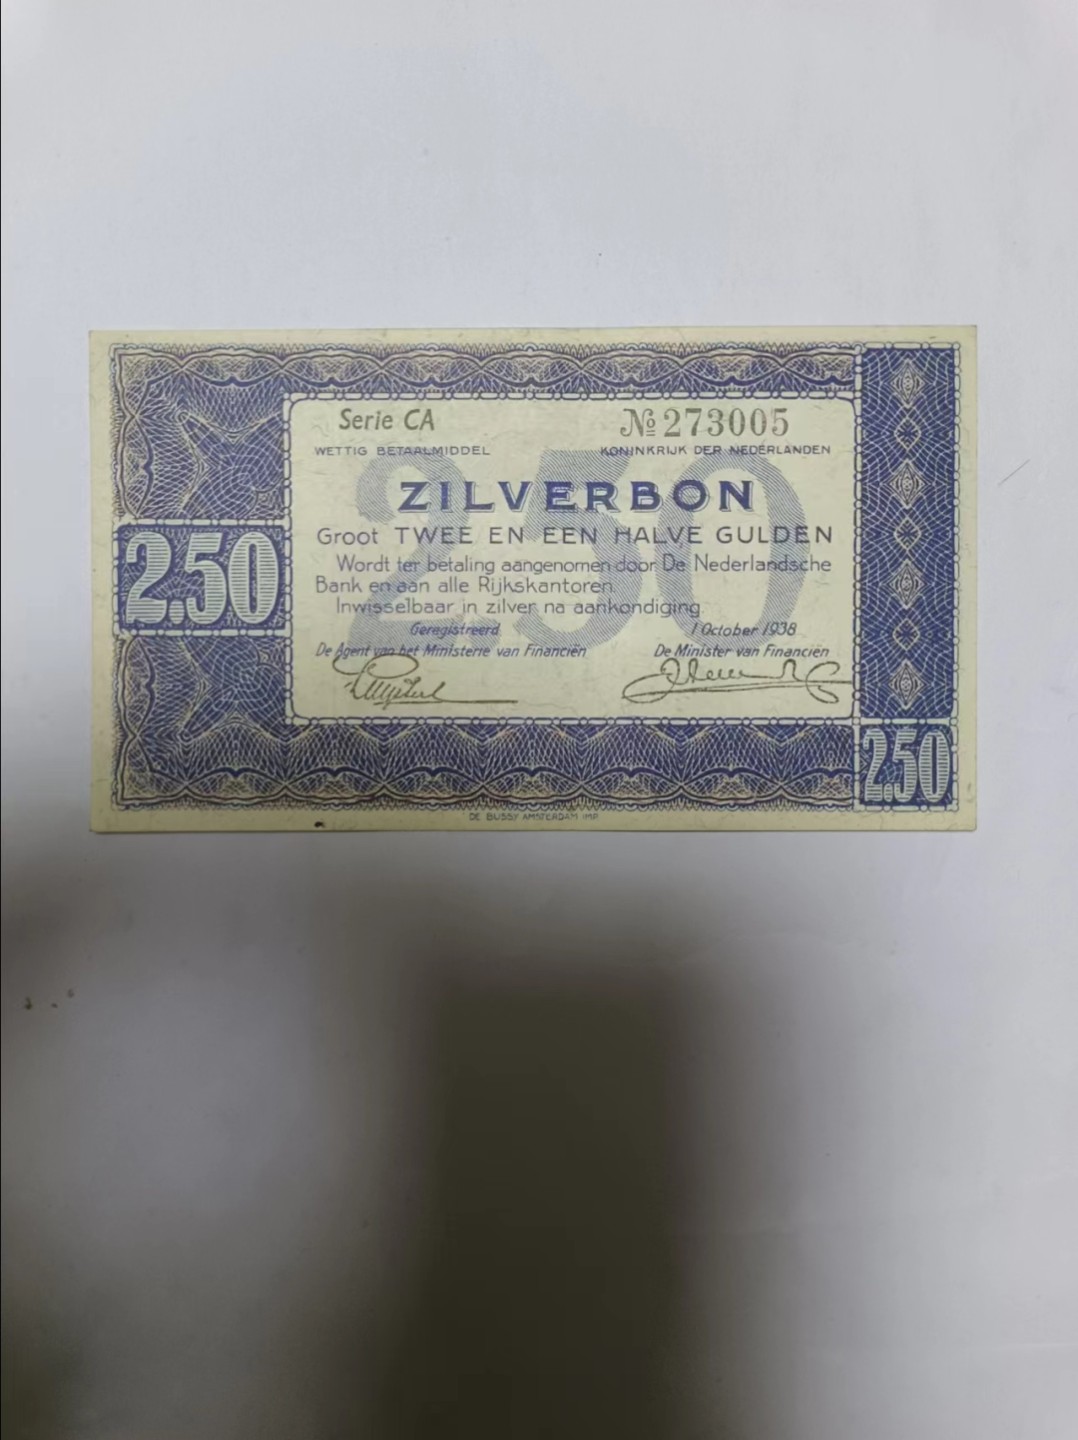 Serie CA
№ 273005
WETTIG BETAALMIDDEL
KONINKRIJK DER NEDERLANDEN
250
ZILVERBON
Groot TWEE EN EEN HALVE GULDEN
Wordt ter betaling aangenomen door De Nederlandsche
Bank en aan alle Rijkskantoren.
Inwisselbaar in zilver na aankondiging.
Geregistreerd
1 October 1938
De Agent van het Ministerie van Financiën
De Minister van Financiën
2.50
2.50
DE BUSSY AMSTERDAM IMP.